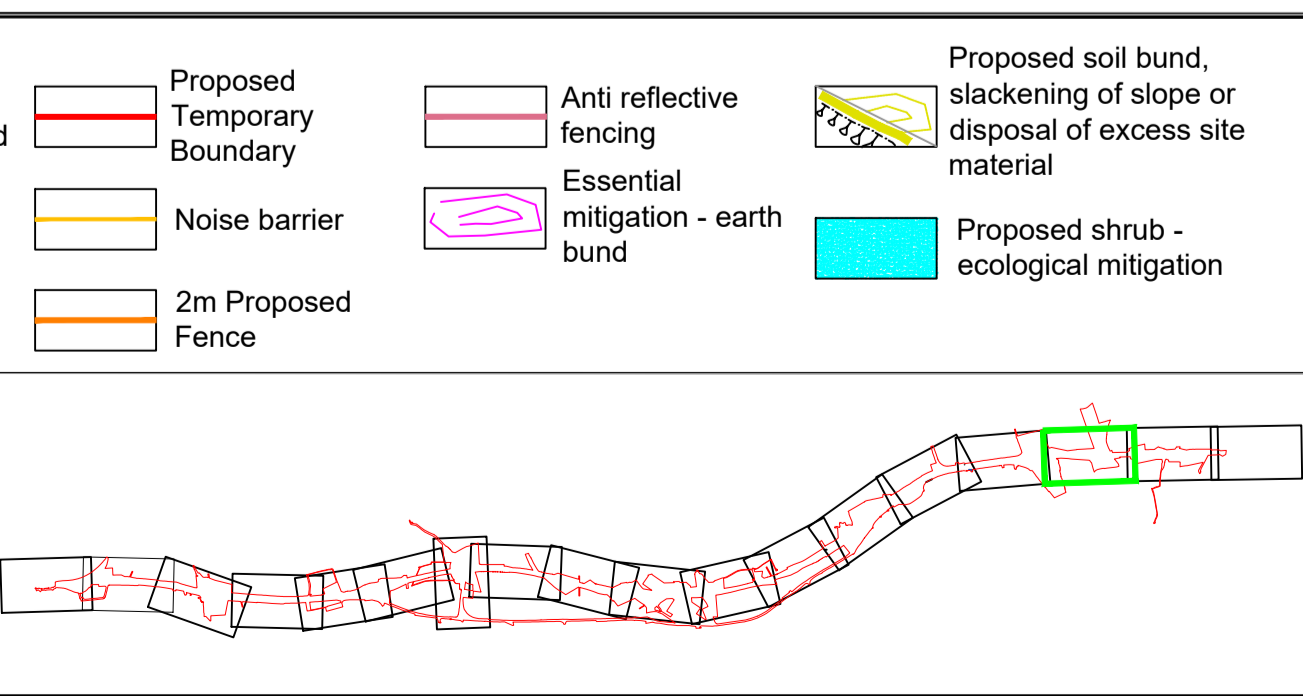 d
Proposed
Temporary
Boundary
Noise barrier
2m Proposed
Fence
Anti reflective
fencing
Essential
mitigation - earth
bund
Proposed soil bund,
slackening of slope or
disposal of excess site
material
Proposed shrub -
ecological mitigation